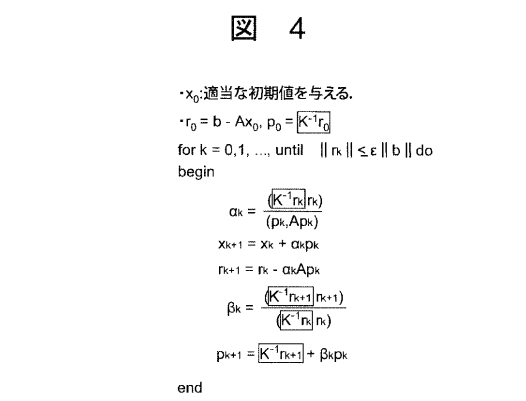 図 4
・x₀:適当な初期値を与える.
・r₀ = b - Ax₀, p₀ = K⁻¹r₀
for k = 0,1, ..., until ‖ rₖ ‖ ≤ ε ‖ b ‖ do
begin
αₖ = (K⁻¹rₖ, rₖ) / (pₖ,Apₖ)
xₖ₊₁ = xₖ + αₖpₖ
rₖ₊₁ = rₖ - αₖApₖ
βₖ = (K⁻¹rₖ₊₁, rₖ₊₁) / (K⁻¹rₖ, rₖ)
pₖ₊₁ = K⁻¹rₖ₊₁ + βₖpₖ
end